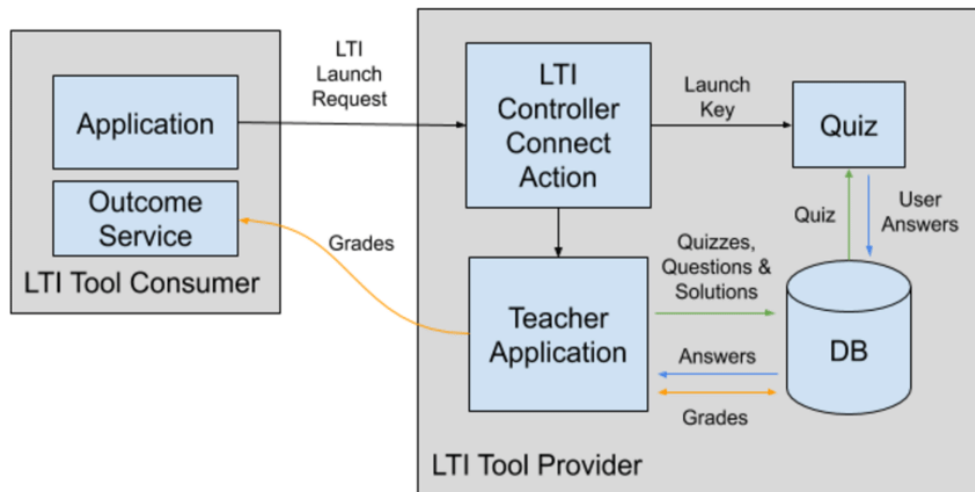 LTI
Launch
Request
Application
Outcome
Service
LTI Tool Consumer
Grades
LTI
Controller
Connect
Action
Launch
Key
Quiz
Quiz
User
Answers
Quizzes,
Questions &
Solutions
Teacher
Application
Answers
Grades
DB
LTI Tool Provider